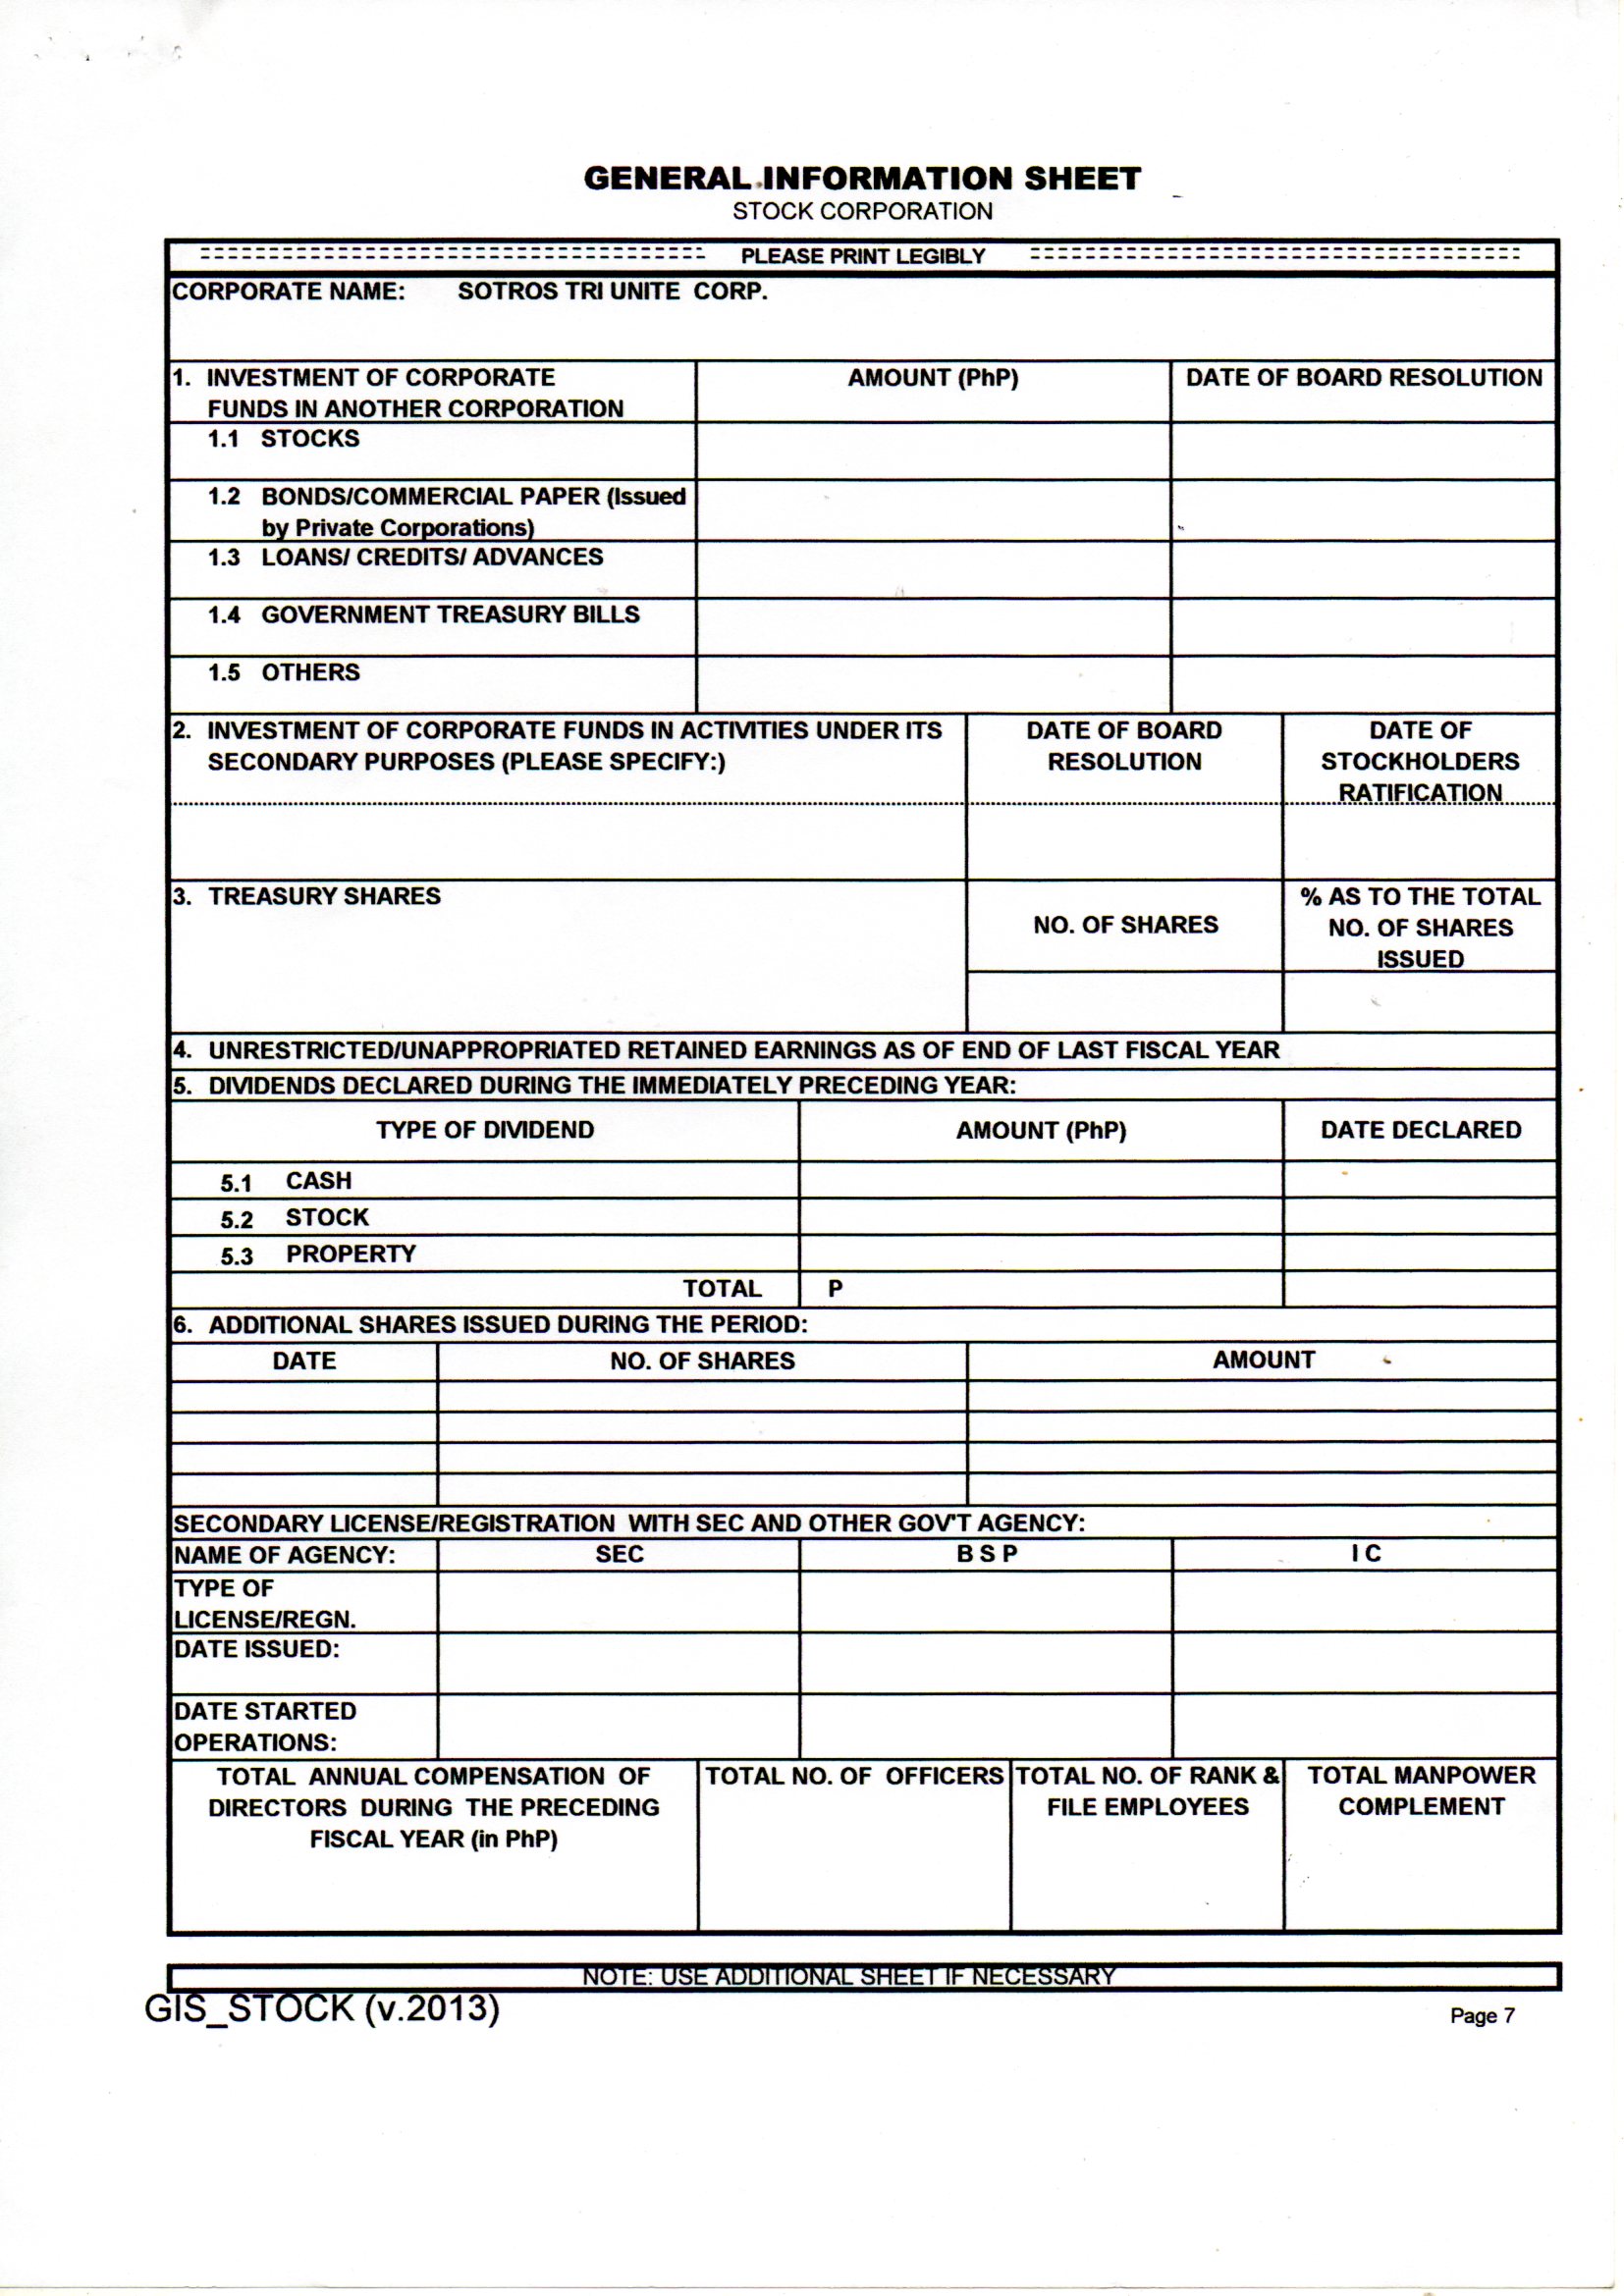 GENERAL INFORMATION SHEET
STOCK CORPORATION
PLEASE PRINT LEGIBLY
CORPORATE NAME: SOTROS TRI UNITE CORP.
1. INVESTMENT OF CORPORATE FUNDS IN ANOTHER CORPORATION AMOUNT (PhP) DATE OF BOARD RESOLUTION
1.1 STOCKS
1.2 BONDS/COMMERCIAL PAPER (Issued
by Private Corporations)
1.3 LOANS/ CREDITS/ ADVANCES
1.4 GOVERNMENT TREASURY BILLS
1.5 OTHERS
2. INVESTMENT OF CORPORATE FUNDS IN ACTIVITIES UNDER ITS
SECONDARY PURPOSES (PLEASE SPECIFY:)
DATE OF BOARD
RESOLUTION
DATE OF
STOCKHOLDERS
RATIFICATION
3. TREASURY SHARES
NO. OF SHARES
% AS TO THE TOTAL
NO. OF SHARES
ISSUED
4. UNRESTRICTED/UNAPPROPRIATED RETAINED EARNINGS AS OF END OF LAST FISCAL YEAR
5. DIVIDENDS DECLARED DURING THE IMMEDIATELY PRECEDING YEAR:
TYPE OF DIVIDEND AMOUNT (PhP) DATE DECLARED
5.1 CASH
5.2 STOCK
5.3 PROPERTY
TOTAL P
6. ADDITIONAL SHARES ISSUED DURING THE PERIOD:
DATE NO. OF SHARES AMOUNT
SECONDARY LICENSE/REGISTRATION WITH SEC AND OTHER GOV'T AGENCY:
NAME OF AGENCY: SEC B S P I C
TYPE OF
LICENSE/REGN.
DATE ISSUED:
DATE STARTED
OPERATIONS:
TOTAL ANNUAL COMPENSATION OF
DIRECTORS DURING THE PRECEDING
FISCAL YEAR (in PhP)
TOTAL NO. OF OFFICERS
TOTAL NO. OF RANK &
FILE EMPLOYEES
TOTAL MANPOWER
COMPLEMENT
NOTE: USE ADDITIONAL SHEET IF NECESSARY
GIS_STOCK (v.2013) Page 7